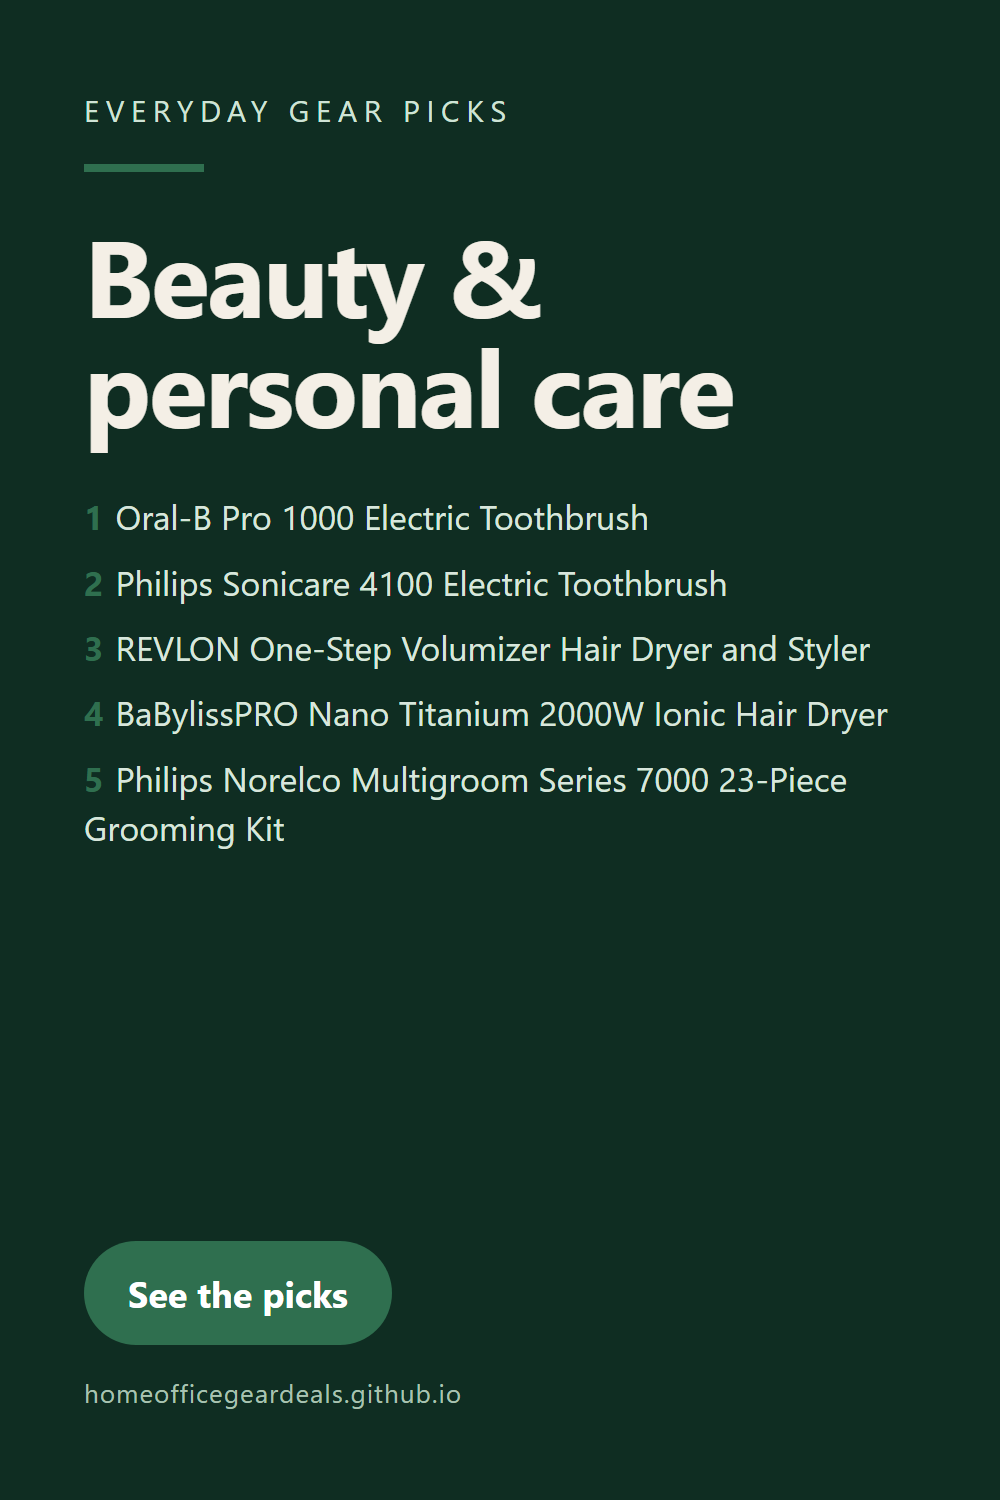 EVERYDAY GEAR PICKS
Beauty &
personal care
1 Oral-B Pro 1000 Electric Toothbrush
2 Philips Sonicare 4100 Electric Toothbrush
3 REVLON One-Step Volumizer Hair Dryer and Styler
4 BaBylissPRO Nano Titanium 2000W Ionic Hair Dryer
5 Philips Norelco Multigroom Series 7000 23-Piece
Grooming Kit
See the picks
homeofficegeardeals.github.io